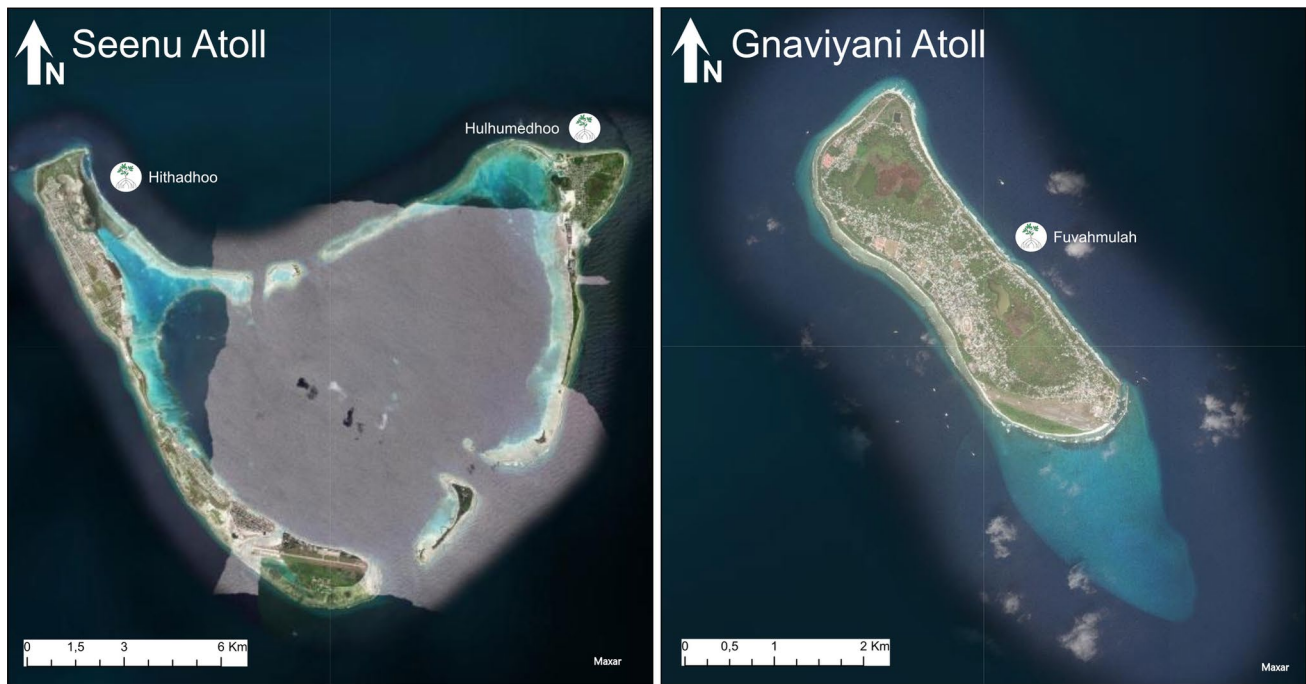 N
Seenu Atoll
Hulhumedhoo
Hithadhoo
0 1,5 3 6 Km
Maxar
N
Gnaviyani Atoll
Fuvahmulah
0 0,5 1 2 Km
Maxar